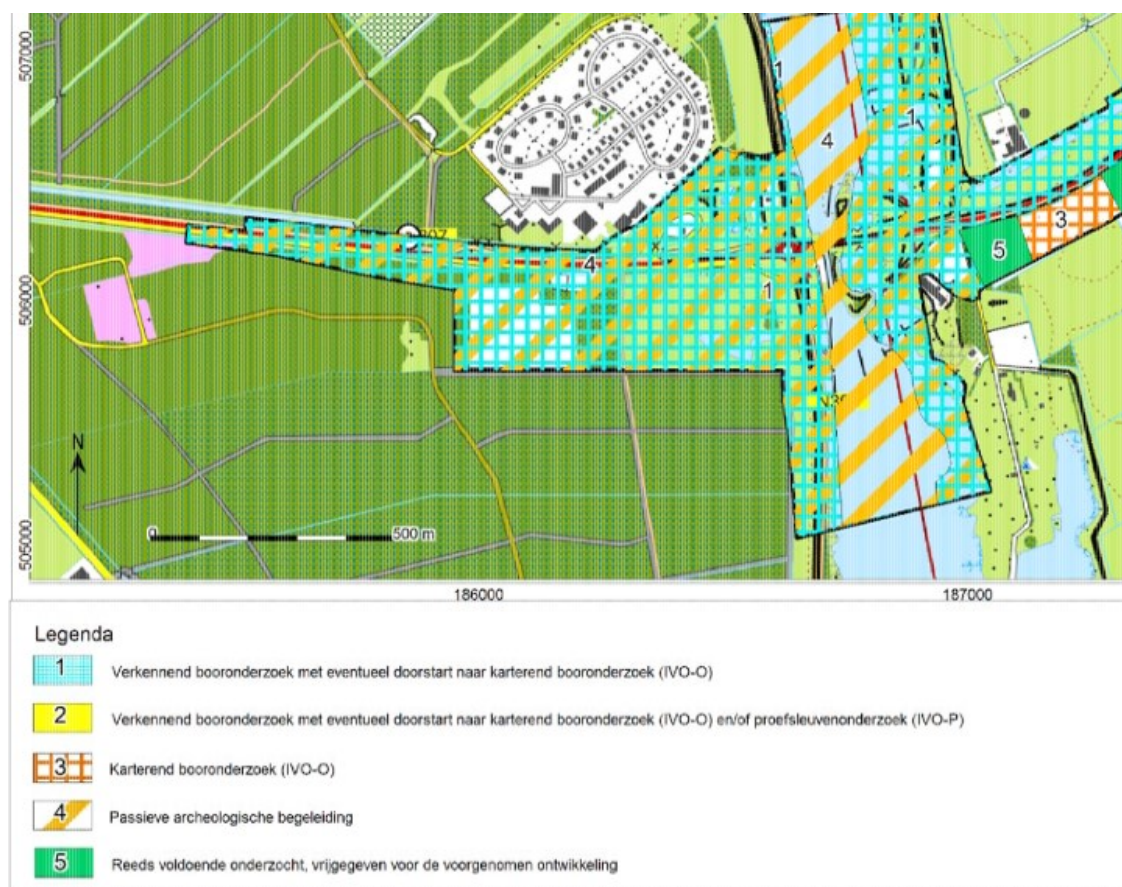 507000
1
1
4
3
5
4
1
506000
N
0
500 m
505000
186000
187000
Legenda
1 Verkennend booronderzoek met eventueel doorstart naar karterend booronderzoek (IVO-O)
2 Verkennend booronderzoek met eventueel doorstart naar karterend booronderzoek (IVO-O) en/of proefsleuvenonderzoek (IVO-P)
3 Karterend booronderzoek (IVO-O)
4 Passieve archeologische begeleiding
5 Reeds voldoende onderzocht, vrijgegeven voor de voorgenomen ontwikkeling